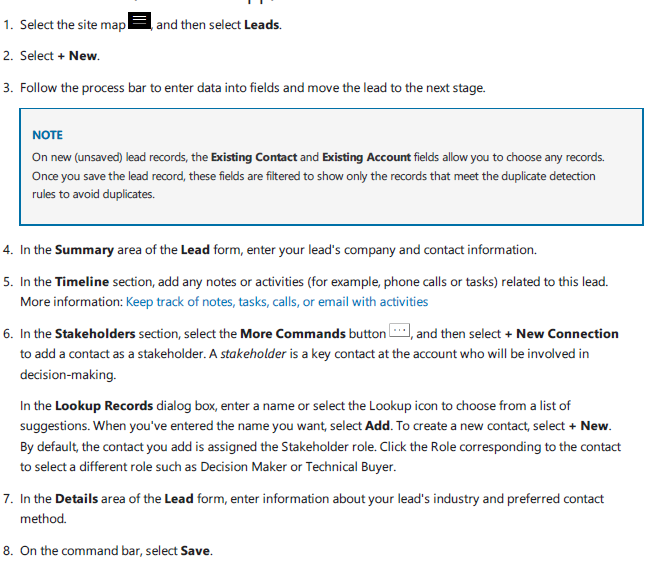 1. Select the site map , and then select Leads.
2. Select + New.
3. Follow the process bar to enter data into fields and move the lead to the next stage.
NOTE
On new (unsaved) lead records, the Existing Contact and Existing Account fields allow you to choose any records.
Once you save the lead record, these fields are filtered to show only the records that meet the duplicate detection
rules to avoid duplicates.
4. In the Summary area of the Lead form, enter your lead's company and contact information.
5. In the Timeline section, add any notes or activities (for example, phone calls or tasks) related to this lead.
More information: Keep track of notes, tasks, calls, or email with activities
6. In the Stakeholders section, select the More Commands button ..., and then select + New Connection
to add a contact as a stakeholder. A stakeholder is a key contact at the account who will be involved in
decision-making.
In the Lookup Records dialog box, enter a name or select the Lookup icon to choose from a list of
suggestions. When you've entered the name you want, select Add. To create a new contact, select + New.
By default, the contact you add is assigned the Stakeholder role. Click the Role corresponding to the contact
to select a different role such as Decision Maker or Technical Buyer.
7. In the Details area of the Lead form, enter information about your lead's industry and preferred contact
method.
8. On the command bar, select Save.